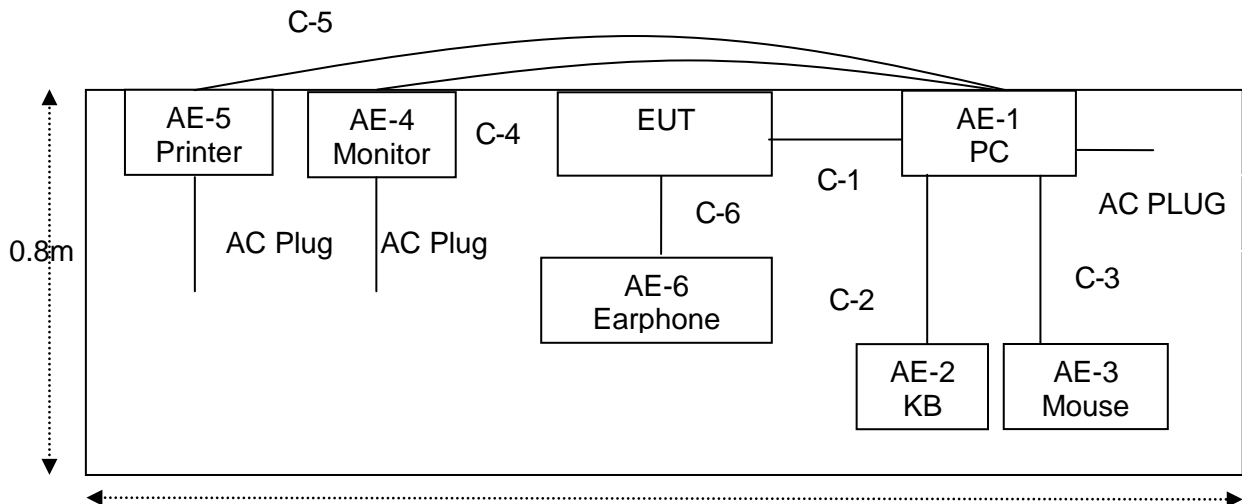 C-5
AE-5
Printer
AE-4
Monitor
C-4
EUT
C-1
AE-1
PC
AC PLUG
C-6
0.8m
AC Plug
AC Plug
AE-6
Earphone
C-2
C-3
AE-2
KB
AE-3
Mouse